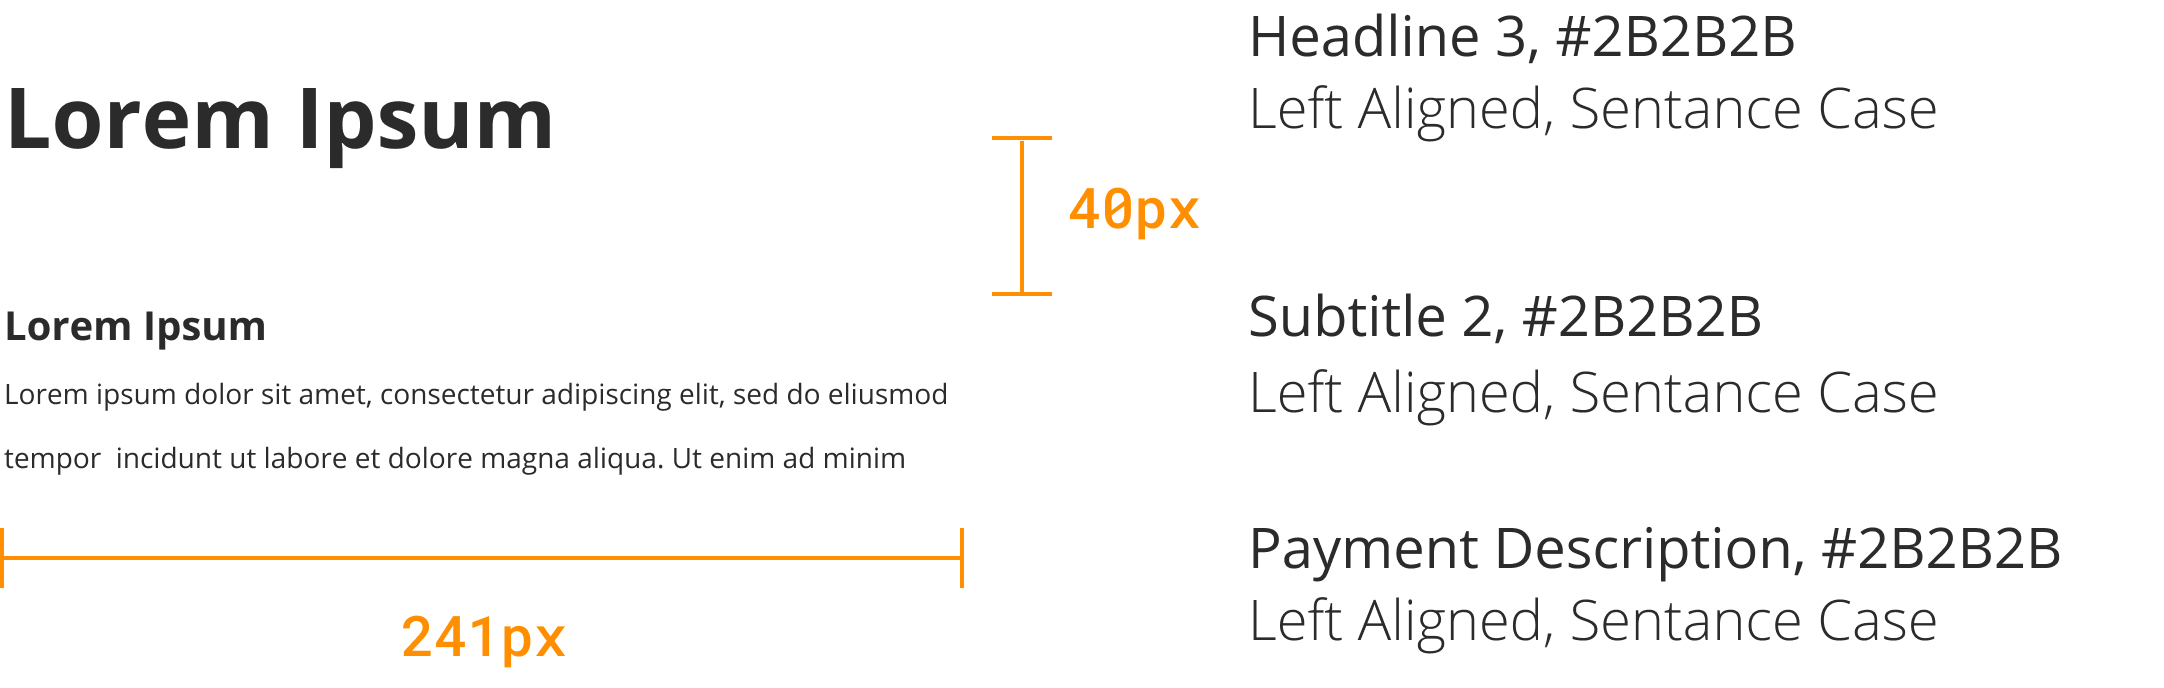 Lorem Ipsum
Lorem Ipsum
Lorem ipsum dolor sit amet, consectetur adipiscing elit, sed do eliusmod
tempor  incidunt ut labore et dolore magna aliqua. Ut enim ad minim
241px
40px
Headline 3, #2B2B2B
Left Aligned, Sentance Case
Subtitle 2, #2B2B2B
Left Aligned, Sentance Case
Payment Description, #2B2B2B
Left Aligned, Sentance Case